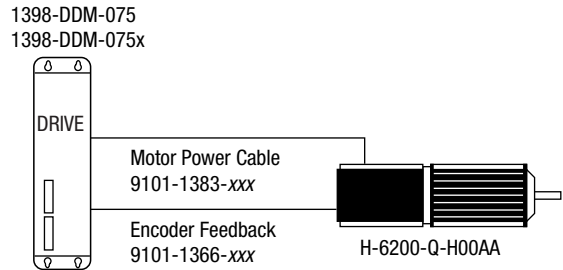 1398-DDM-075
1398-DDM-075x
DRIVE
Motor Power Cable
9101-1383-xxx
Encoder Feedback
9101-1366-xxx
H-6200-Q-H00AA